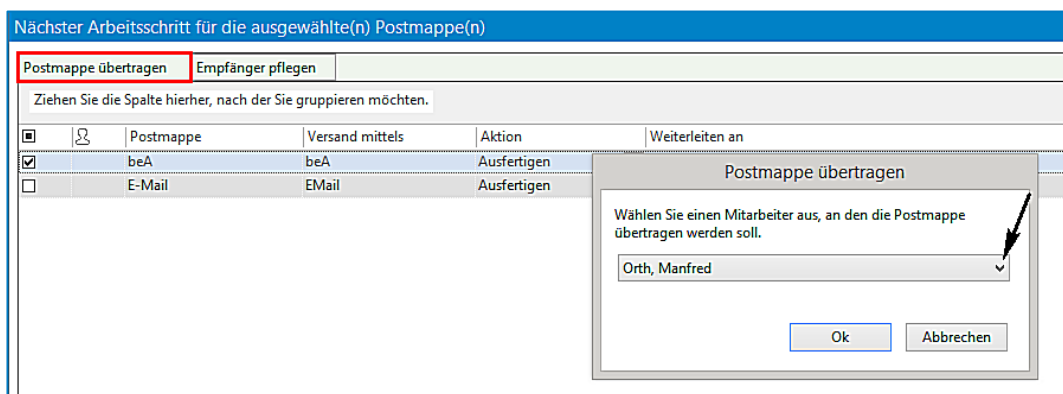 Nächster Arbeitsschritt für die ausgewählte(n) Postmappe(n)
Postmappe übertragen Empfänger pflegen
Ziehen Sie die Spalte hierher, nach der Sie gruppieren möchten.
Postmappe Versand mittels Aktion Weiterleiten an
beA beA Ausfertigen
E-Mail EMail Ausfertigen
Postmappe übertragen
Wählen Sie einen Mitarbeiter aus, an den die Postmappe
übertragen werden soll.
Orth, Manfred
Ok Abbrechen